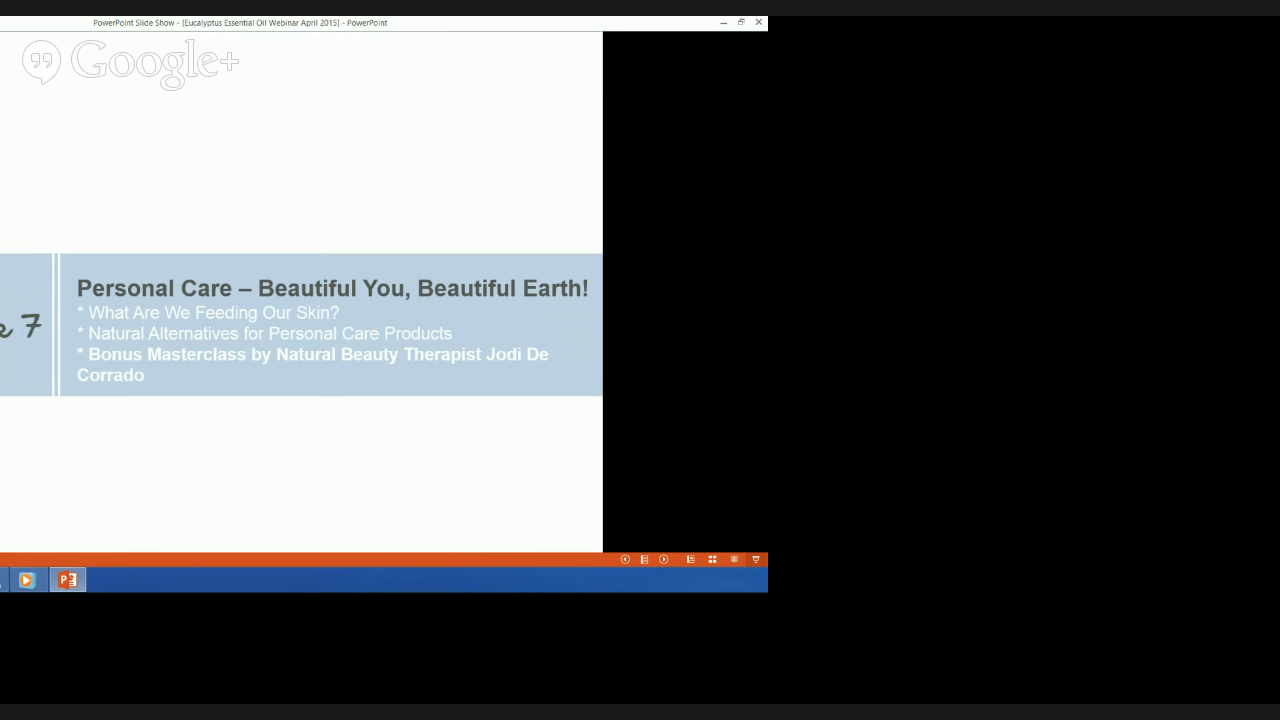 PowerPoint Slide Show - [Eucalyptus Essential Oil Webinar April 2015] - PowerPoint
Google+
7
Personal Care – Beautiful You, Beautiful Earth!
* What Are We Feeding Our Skin?
* Natural Alternatives for Personal Care Products
* Bonus Masterclass by Natural Beauty Therapist Jodi De
Corrado